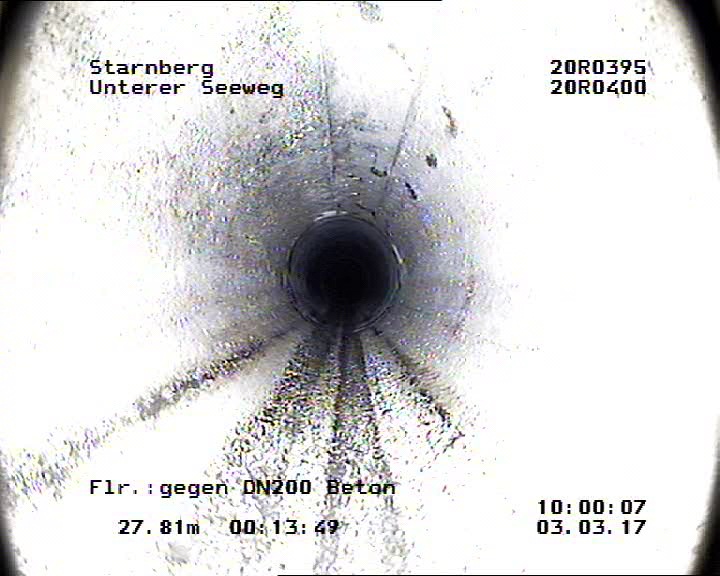 Starnberg
Unterer Seeweg
20R0395
20R0400
Flr.:gegen DN200 Beton
27.81m 00:13:49
10:00:07
03.03.17